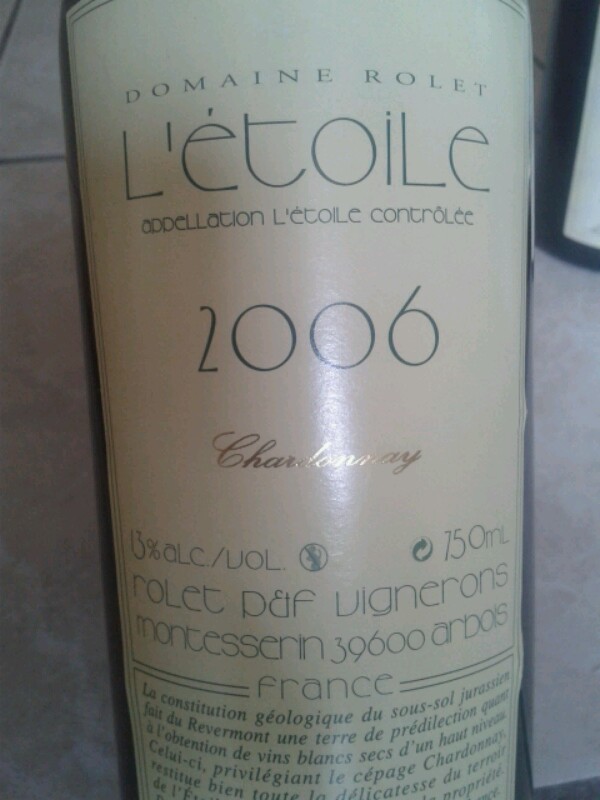 DOMAINE ROLET
L'étoile
appellation L'étoile contrôlée
2006
Chardonnay
13% alc./vol. 750ml
rolet p&f vignerons
montesserin 39600 arbois
france
La constitution géologique du sous-sol jurassien
fait du Revermont une terre de prédilection quant
à l'obtention de vins blancs secs d'un haut niveau.
Celui-ci, privilégiant le cépage Chardonnay,
restitue bien toute la délicatesse du terroir
de propriété.